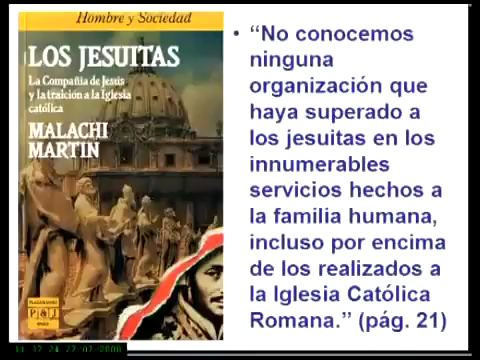 Hombre y Sociedad
LOS JESUITAS
La Compañía de Jesús
y la traición a la Iglesia
católica
MALACHI
MARTIN
PLAZA & JANES
P&J
• “No conocemos
ninguna
organización que
haya superado a
los jesuitas en los
innumerables
servicios hechos a
la familia humana,
incluso por encima
de los realizados a
la Iglesia Católica
Romana.” (pág. 21)